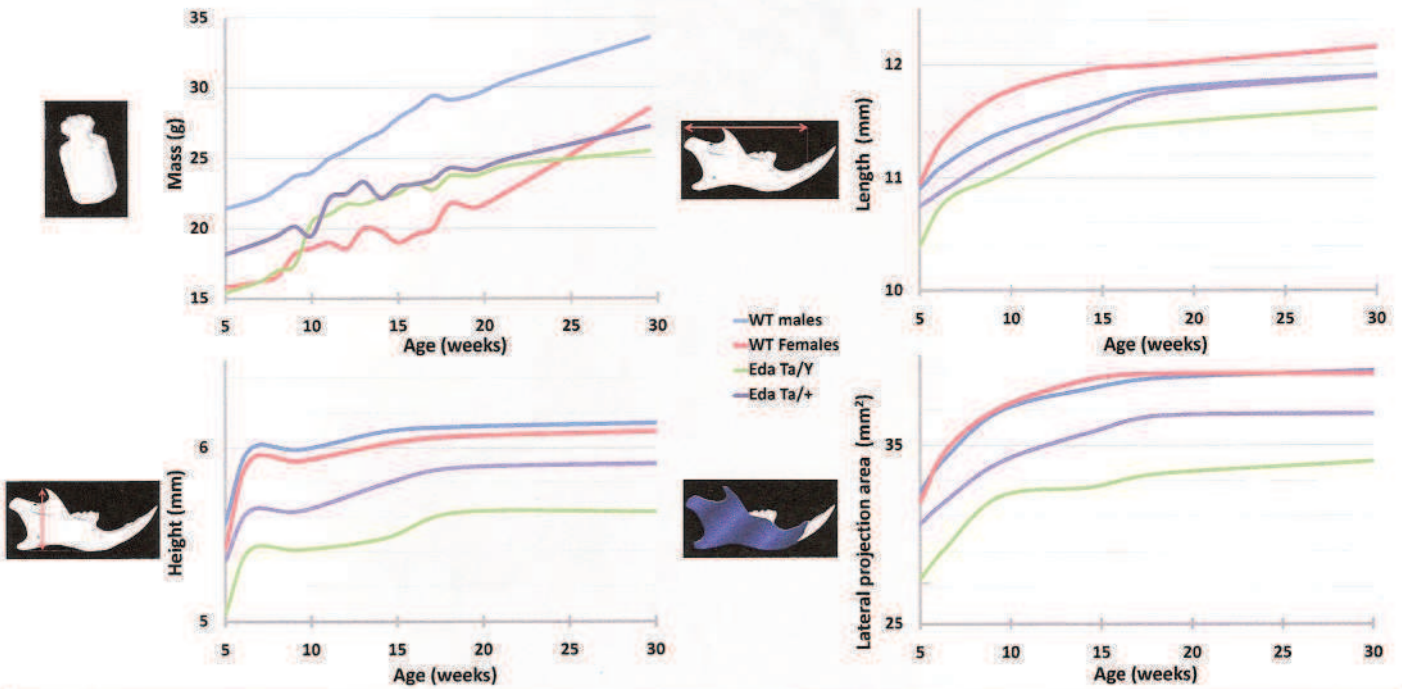 35
30
25
20
15
Mass (g)
5 10 15 20 25 30
Age (weeks)
12
11
10
Length (mm)
5 10 15 20 25 30
Age (weeks)
WT males
WT Females
Eda Ta/Y
Eda Ta/+
6
5
Height (mm)
5 10 15 20 25 30
Age (weeks)
35
25
Lateral projection area (mm²)
5 10 15 20 25 30
Age (weeks)